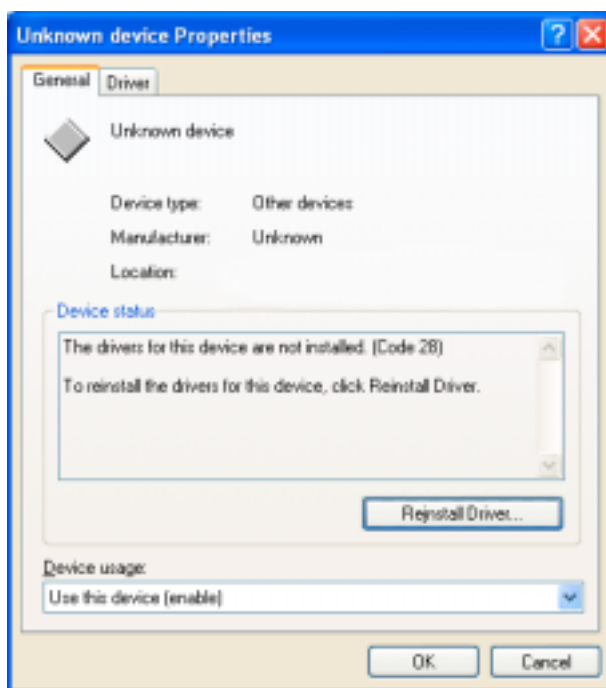 Unknown device Properties
General Driver
Unknown device
Device type: Other devices
Manufacturer: Unknown
Location:
Device status
The drivers for this device are not installed. (Code 28)
To reinstall the drivers for this device, click Reinstall Driver.
Reinstall Driver...
Device usage:
Use this device (enable)
OK Cancel